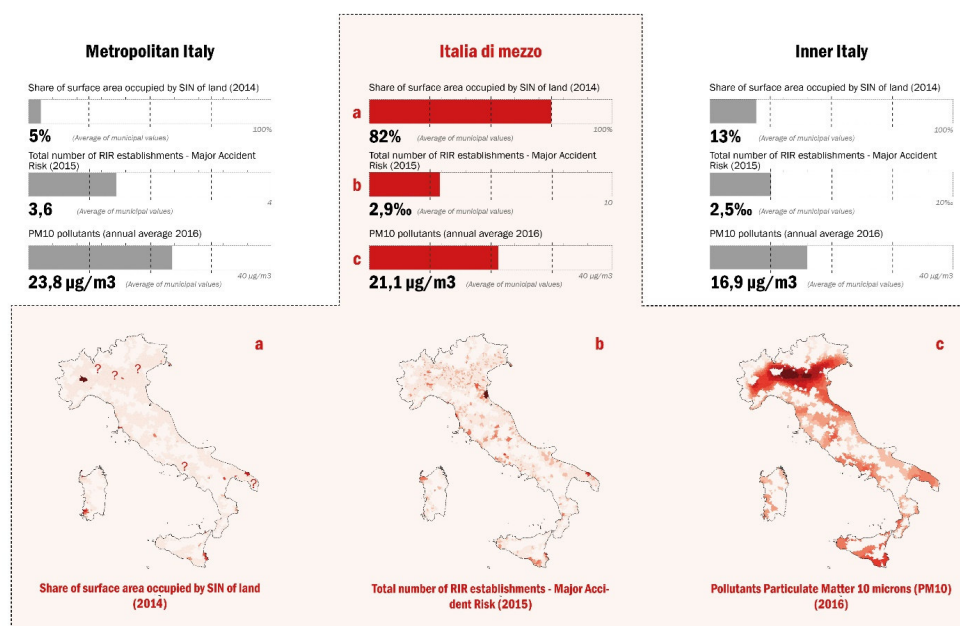 Metropolitan Italy
Share of surface area occupied by SIN of land (2014)
100%
5%
(Average of municipal values)
Total number of RIR establishments - Major Accident
Risk (2015)
4
3,6
(Average of municipal values)
PM10 pollutants (annual average 2016)
40 µg/m3
23,8 µg/m3
(Average of municipal values)
Italia di mezzo
Share of surface area occupied by SIN of land (2014)
a
100%
82%
(Average of municipal values)
Total number of RIR establishments - Major Accident
Risk (2015)
b
10
2,9‰
(Average of municipal values)
PM10 pollutants (annual average 2016)
c
40 µg/m3
21,1 µg/m3
(Average of municipal values)
Inner Italy
Share of surface area occupied by SIN of land (2014)
100%
13%
(Average of municipal values)
Total number of RIR establishments - Major Accident
Risk (2015)
10‰
2,5‰
(Average of municipal values)
PM10 pollutants (annual average 2016)
40 µg/m3
16,9 µg/m3
(Average of municipal values)
a
? ? ?
?
?
Share of surface area occupied by SIN of land
(2014)
b
Total number of RIR establishments - Major Acci-
dent Risk (2015)
c
Pollutants Particulate Matter 10 microns (PM10)
(2016)